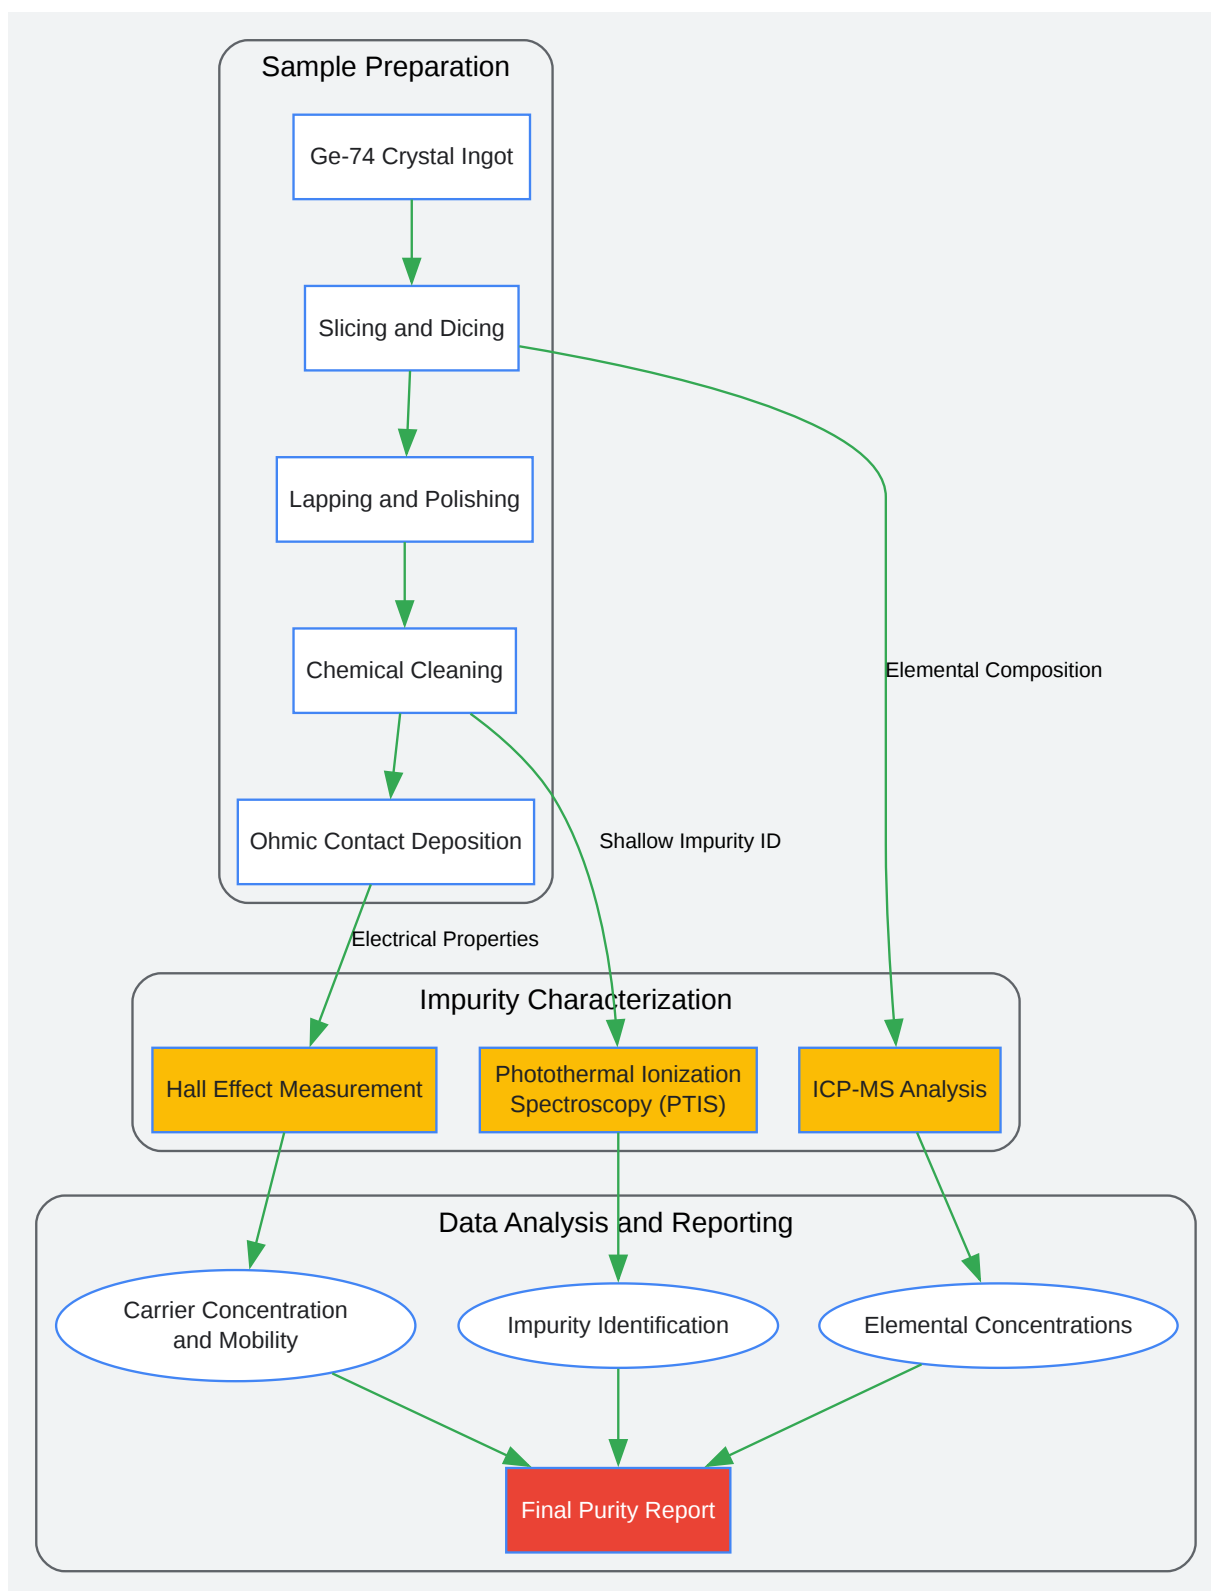 Sample Preparation
Ge-74 Crystal Ingot
Slicing and Dicing
Lapping and Polishing
Chemical Cleaning
Elemental Composition
Ohmic Contact Deposition
Shallow Impurity ID
Electrical Properties
Impurity Characterization
Hall Effect Measurement
Photothermal Ionization
Spectroscopy (PTIS)
ICP-MS Analysis
Data Analysis and Reporting
Carrier Concentration
and Mobility
Impurity Identification
Elemental Concentrations
Final Purity Report